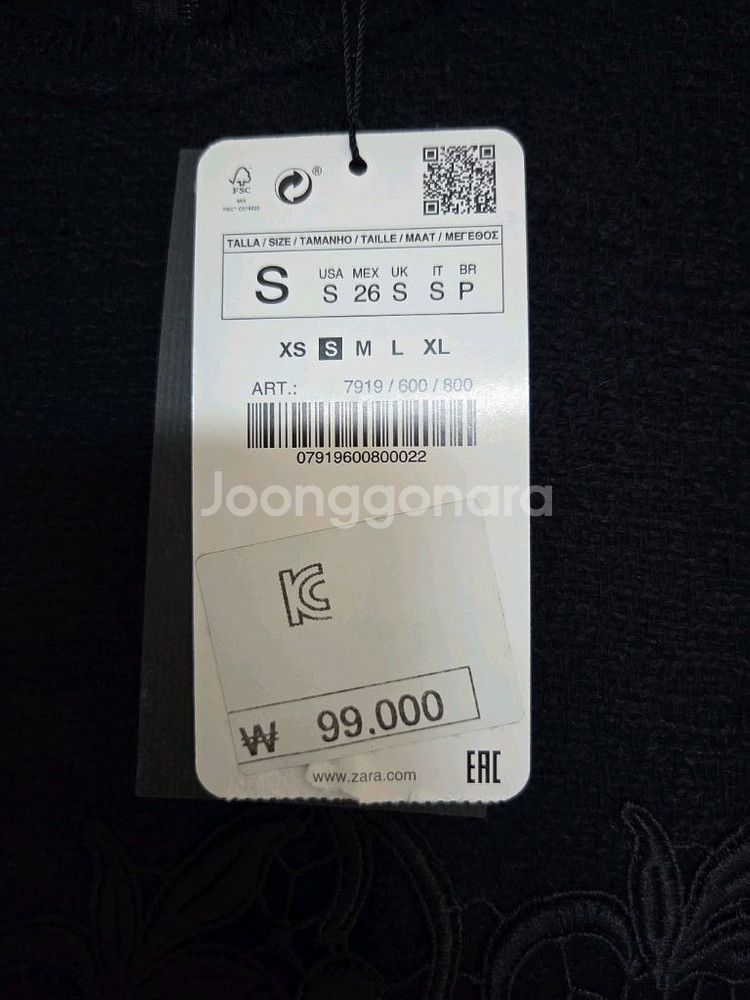 FSC
MIX
®
TALLA / SIZE / TAMANHO / TAILLE / MAAT / ΜΕΓΕΘΟΣ
S
USA MEX UK IT BR
S 26 S S P
XS S M L XL
ART.: 7919 / 600 / 800
07919600800022
Joonggonara
KC
₩ 99.000
www.zara.com
EAC